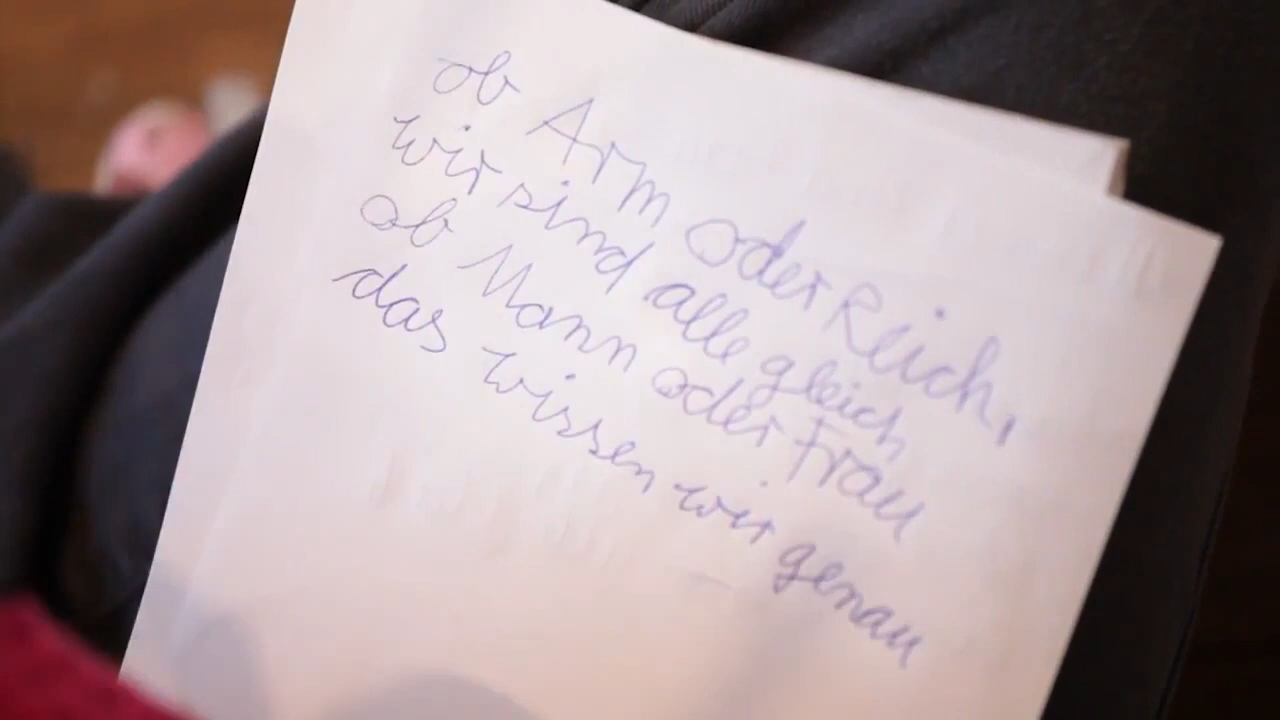 ob Arm oder Reich,
wir sind alle gleich
ob Mann oder Frau
das wissen wir genau